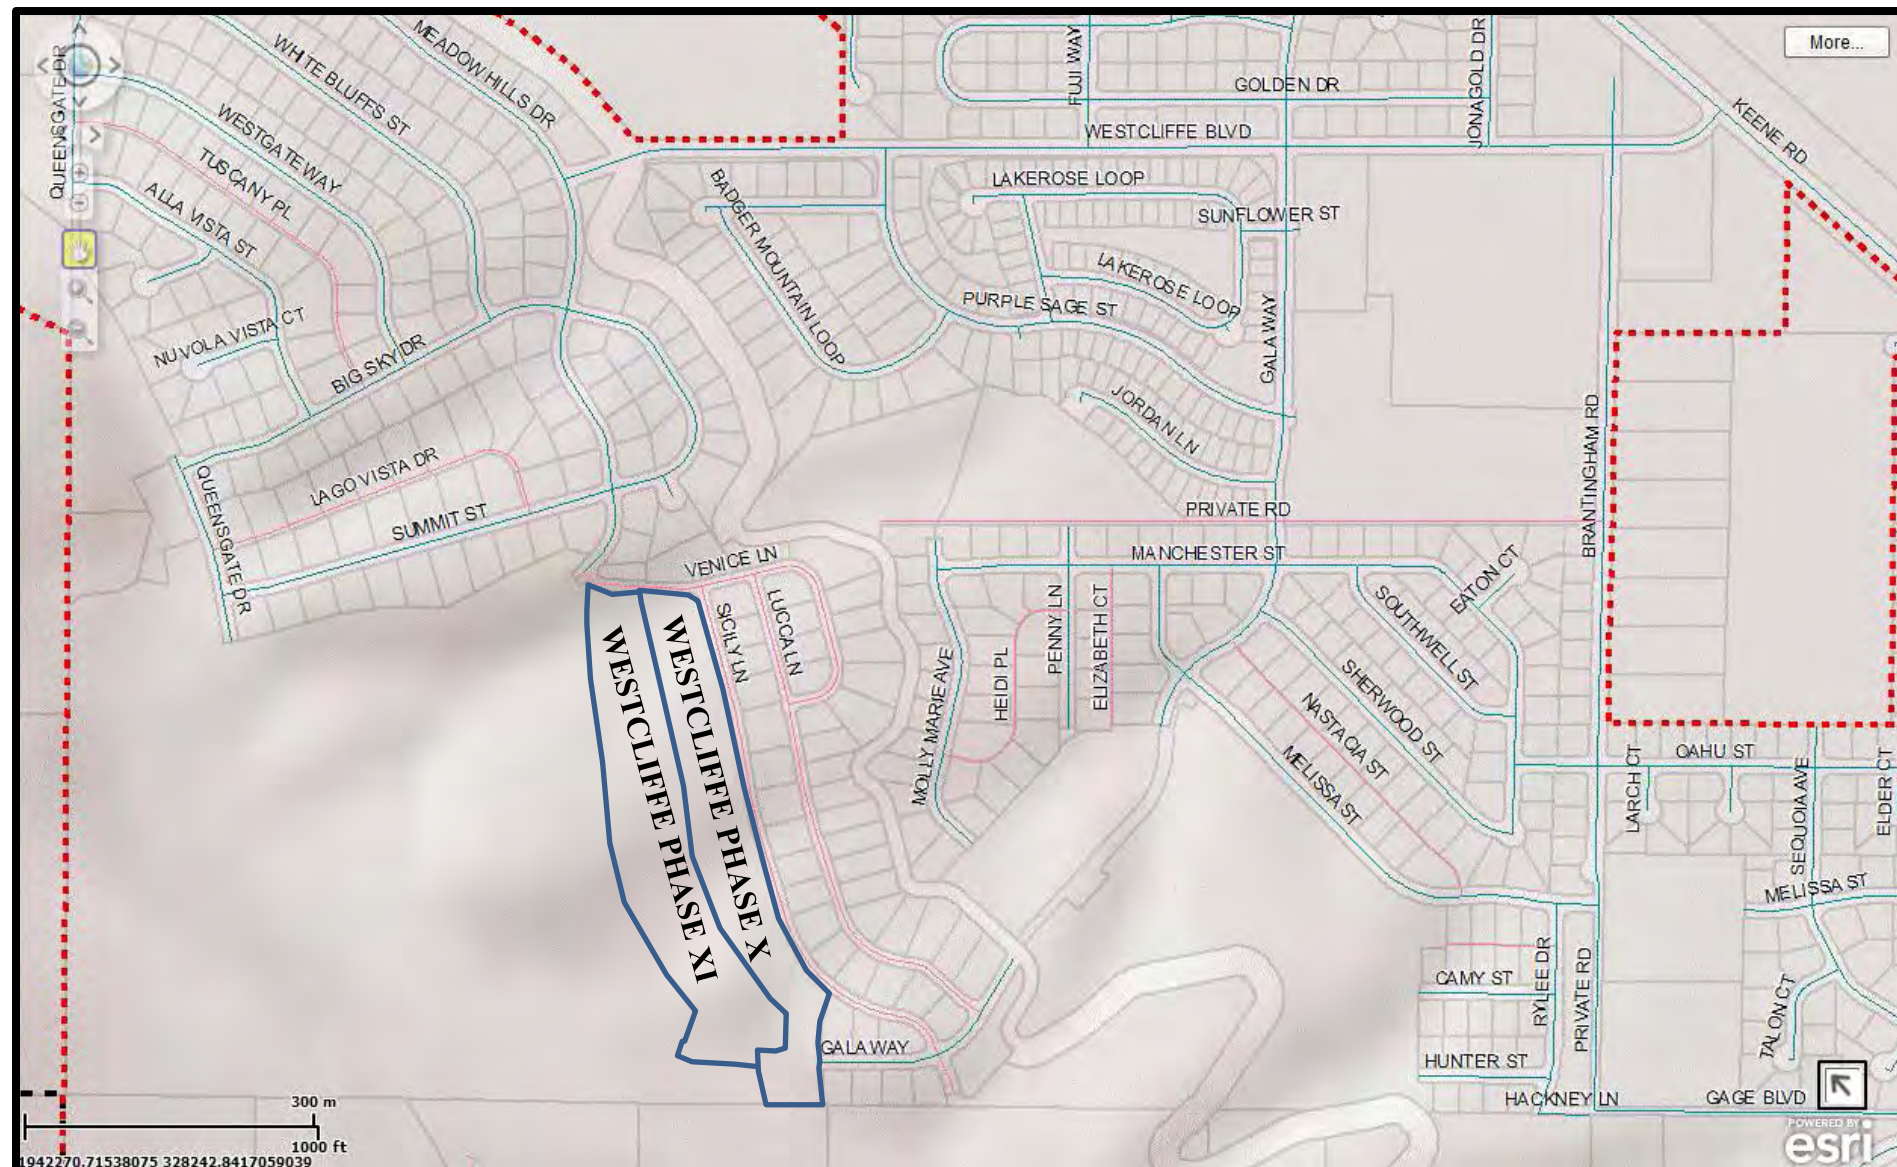 More...
QUEENSGATE DR
WHITE BLUFFS ST
MEADOW HILLS DR
WESTGATE WAY
TUSCANY PL
ALLA VISTA ST
NUVOLA VISTA CT
BIG SKY DR
FUJI WAY
GOLDEN DR
JONAGOLD DR
WESTCLIFFE BLVD
KEENE RD
BADGER MOUNTAIN LOOP
LAKEROSE LOOP
SUNFLOWER ST
LAKEROSE LOOP
PURPLE SAGE ST
GALA WAY
JORDAN LN
BRANTINGHAM RD
QUEENSGATE DR
LAGO VISTA DR
SUMMIT ST
PRIVATE RD
MANCHESTER ST
EATON CT
VENICE LN
SICILY LN
LUCCA LN
WESTCLIFFE PHASE X
WESTCLIFFE PHASE XI
MOLLY MARIE AVE
HEIDI PL
PENNY LN
ELIZABETH CT
SOUTHWELL ST
SHERWOOD ST
NASTACIA ST
MELISSA ST
OAHU ST
LARCH CT
SEQUOIA AVE
ELDER CT
MELISSA ST
CAMY ST
RYLEE DR
PRIVATE RD
TALON CT
GALA WAY
HUNTER ST
HACKNEY LN
GAGE BLVD
300 m
1000 ft
1942270.71538075 328242.8417059039
POWERED BY
esri